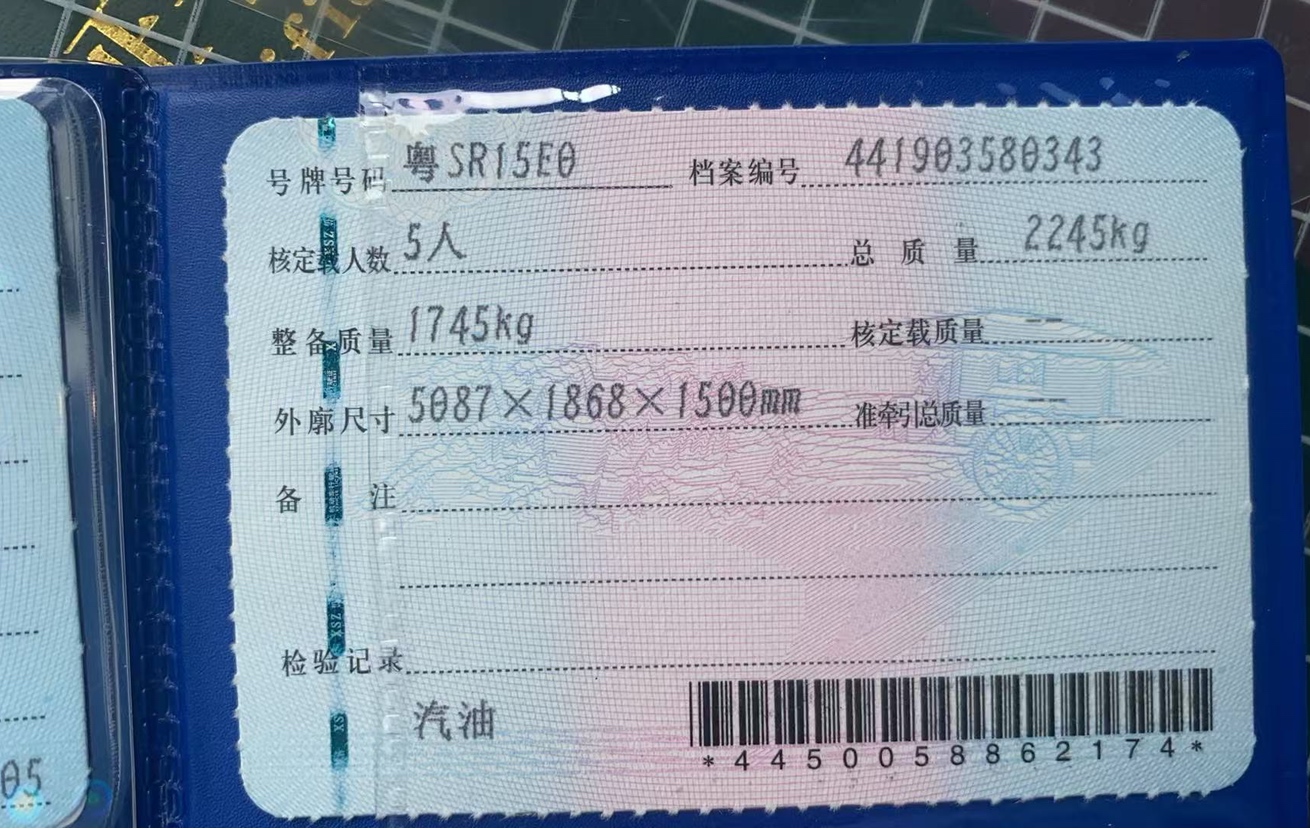 号牌号码 粤SR15E0 档案编号 441903580343
核定载人数 5人 总质量 2245kg
整备质量 1745kg 核定载质量 --
外廓尺寸 5087×1868×1500mm 准牵引总质量 --
备注
检验记录
汽油
*4450058862174*
05